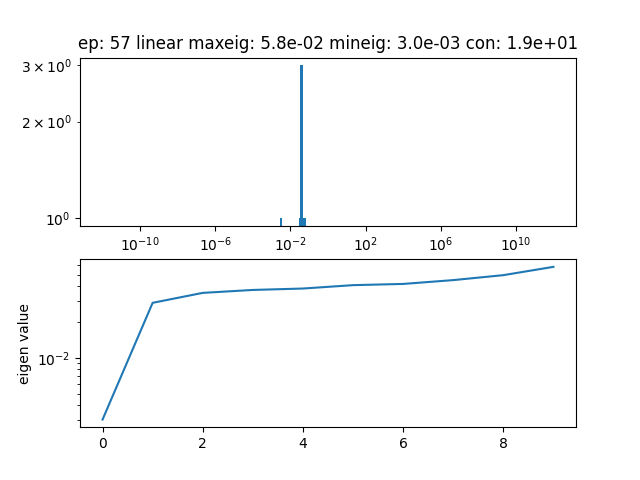 ep: 57 linear maxeig: 5.8e-02 mineig: 3.0e-03 con: 1.9e+01
3 × 10⁰
2 × 10⁰
10⁰
10⁻¹⁰ 10⁻⁶ 10⁻² 10² 10⁶ 10¹⁰
eigen value
10⁻²
0 2 4 6 8